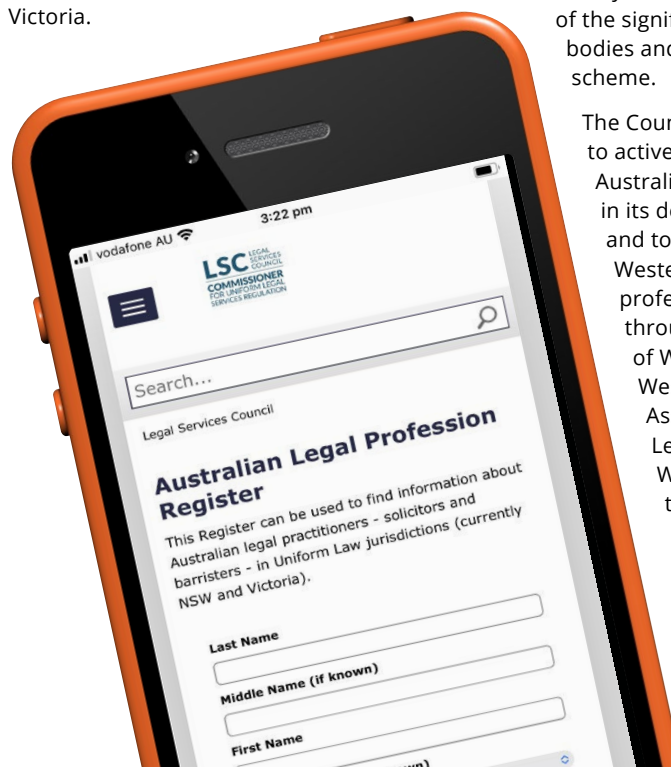 Victoria.
of the signif
bodies and
scheme.
The Coun
to active
Australi
in its d
and to
Weste
profe
throu
of W
We
As
Le
W
t
vodafone AU
3:22 pm
LSC LEGAL
SERVICES
COUNCIL
COMMISSIONER
FOR UNIFORM LEGAL
SERVICES REGULATION
Search...
Legal Services Council
Australian Legal Profession
Register
This Register can be used to find information about
Australian legal practitioners - solicitors and
barristers - in Uniform Law jurisdictions (currently
NSW and Victoria).
Last Name
Middle Name (if known)
First Name
wn)